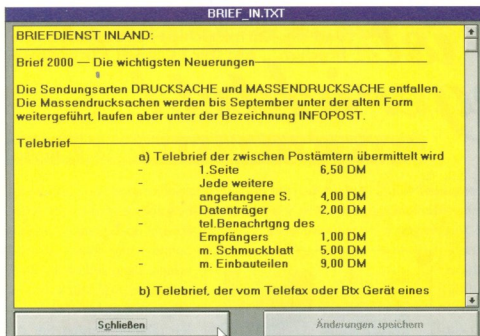 BRIEF_IN.TXT
BRIEFDIENST INLAND:
Brief 2000 — Die wichtigsten Neuerungen
Die Sendungsarten DRUCKSACHE und MASSENDRUCKSACHE entfallen.
Die Massendrucksachen werden bis September unter der alten Form
weitergeführt, laufen aber unter der Bezeichnung INFOPOST.
Telebrief
a) Telebrief der zwischen Postämtern übermittelt wird
- 1.Seite 6,50 DM
- Jede weitere
angefangene S. 4,00 DM
- Datenträger 2,00 DM
- tel.Benachrtgng des
Empfängers 1,00 DM
- m. Schmuckblatt 5,00 DM
- m. Einbauteilen 9,00 DM
b) Telebrief, der vom Telefax oder Btx Gerät eines
Schließen
Änderungen speichern